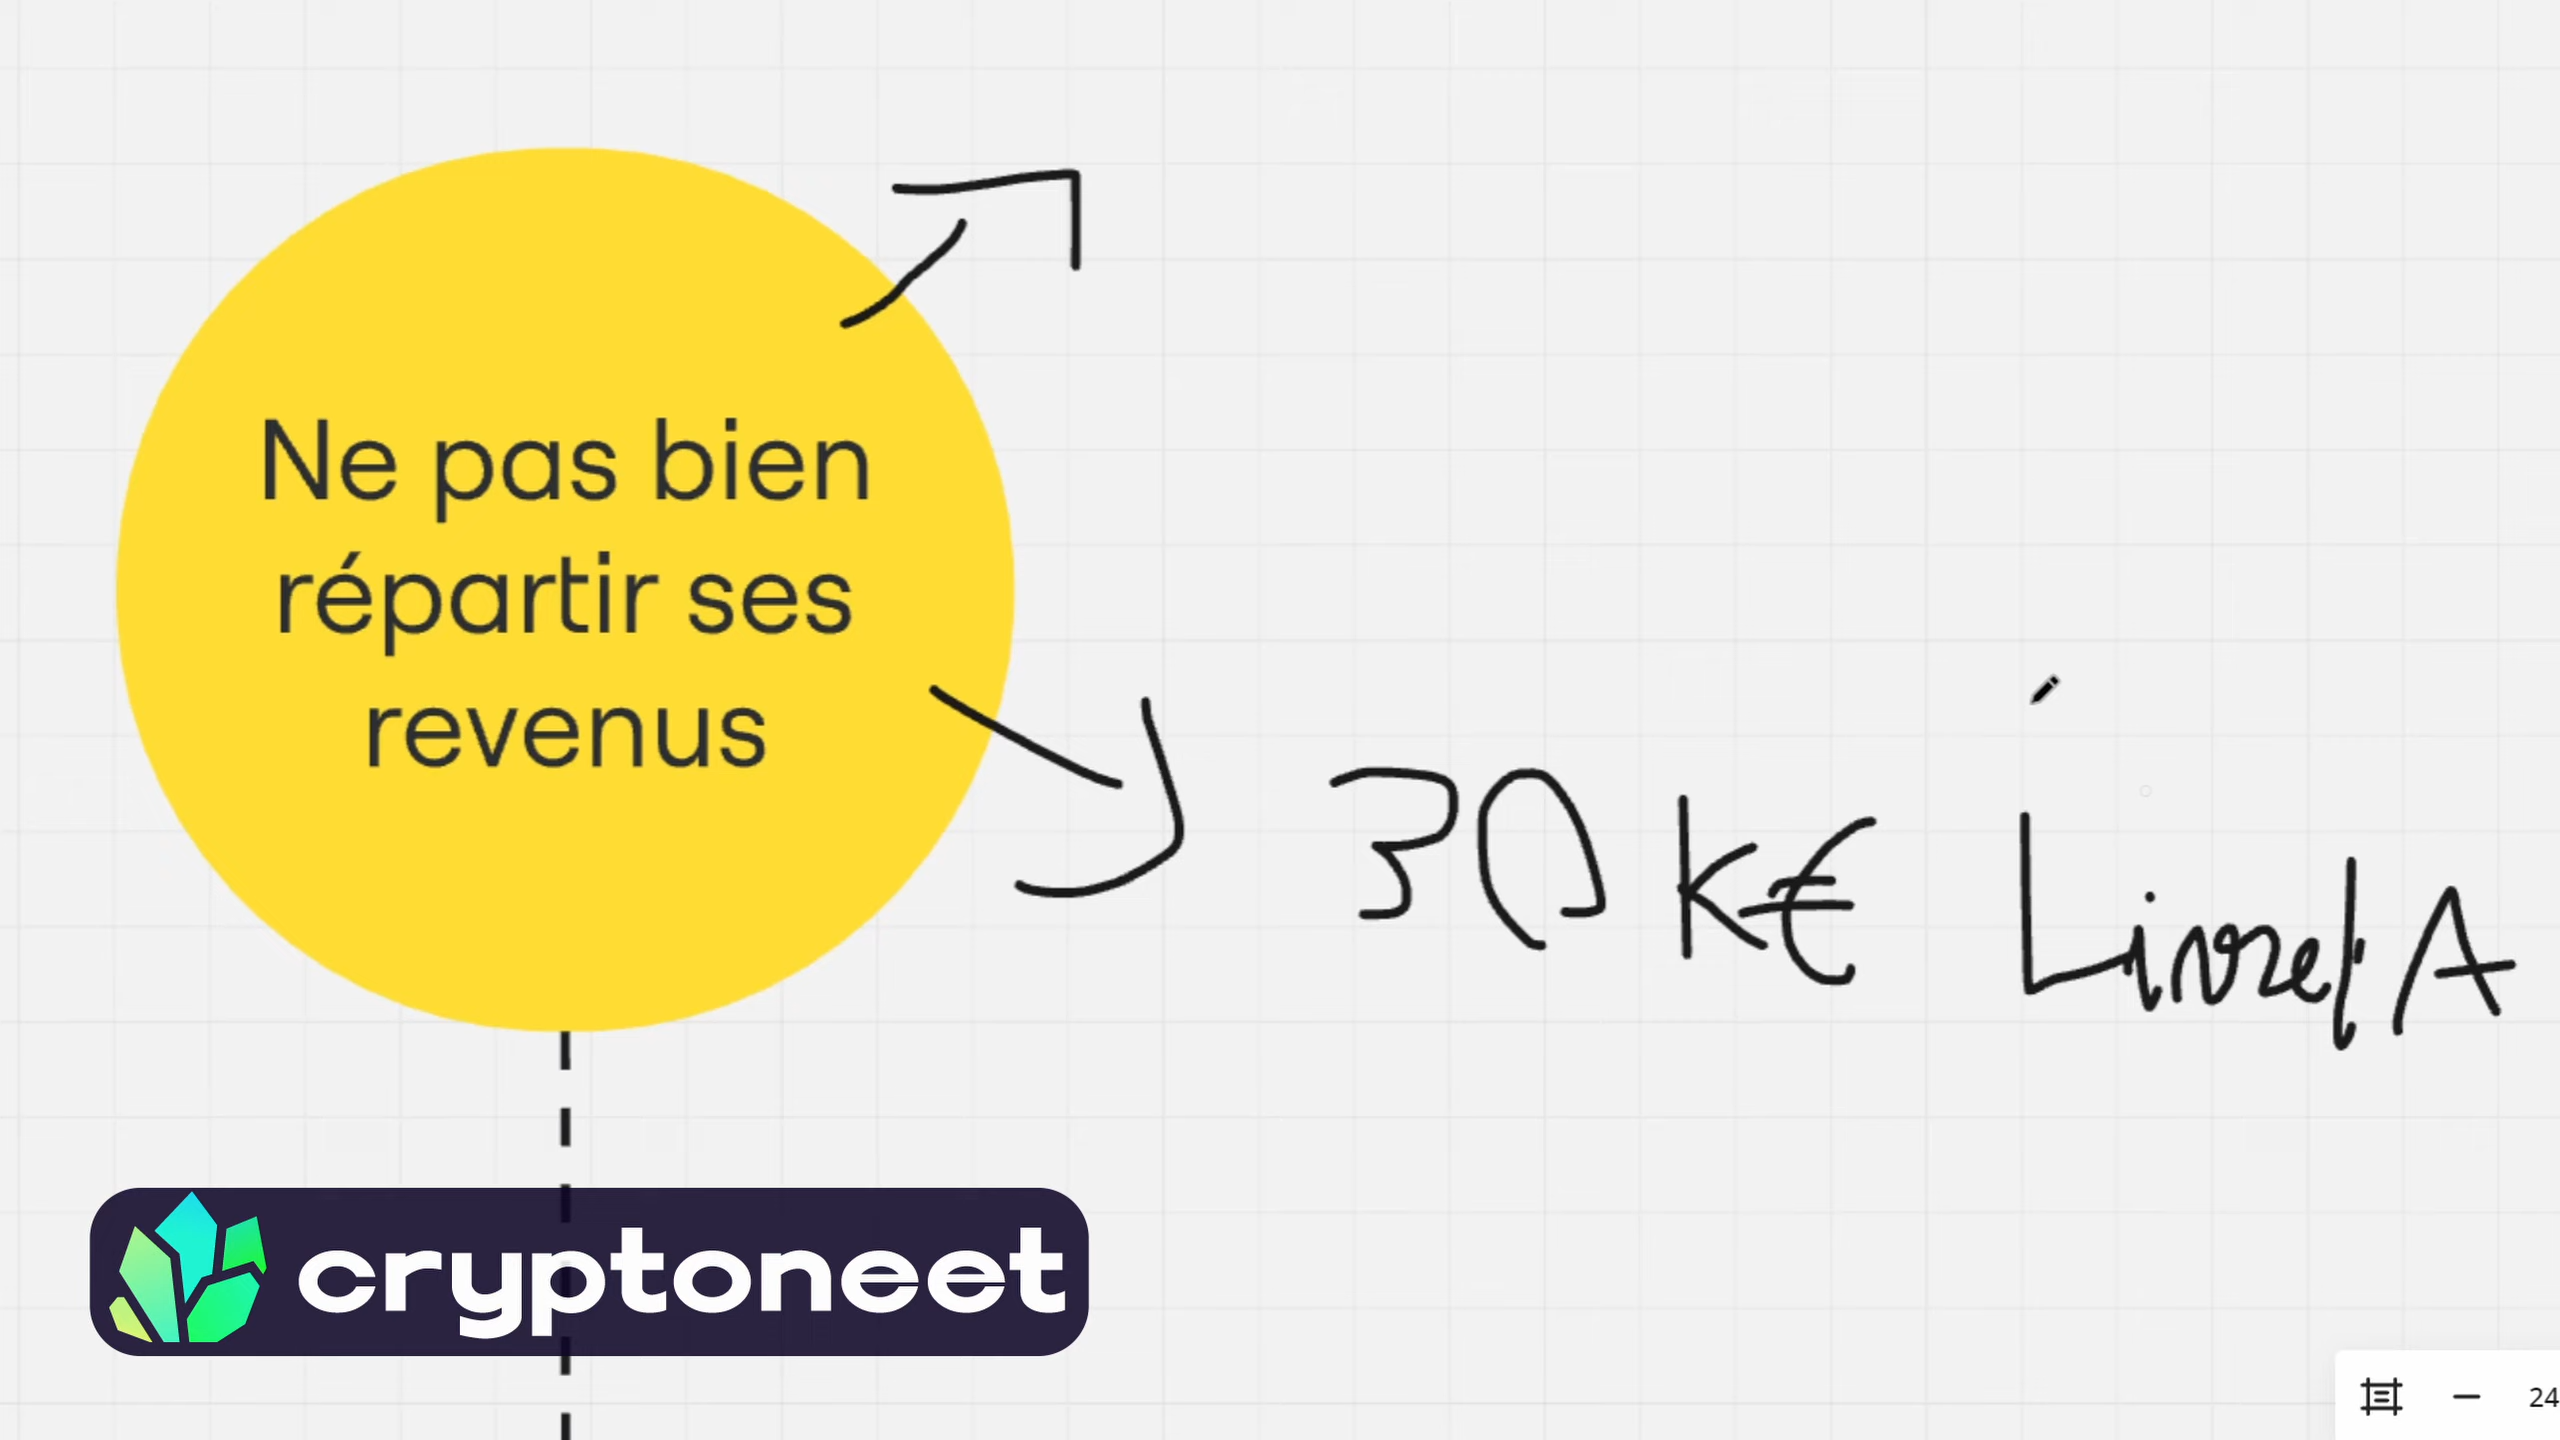 Ne pas bien
répartir ses
revenus
30 k€ Livret A
cryptoneet
24